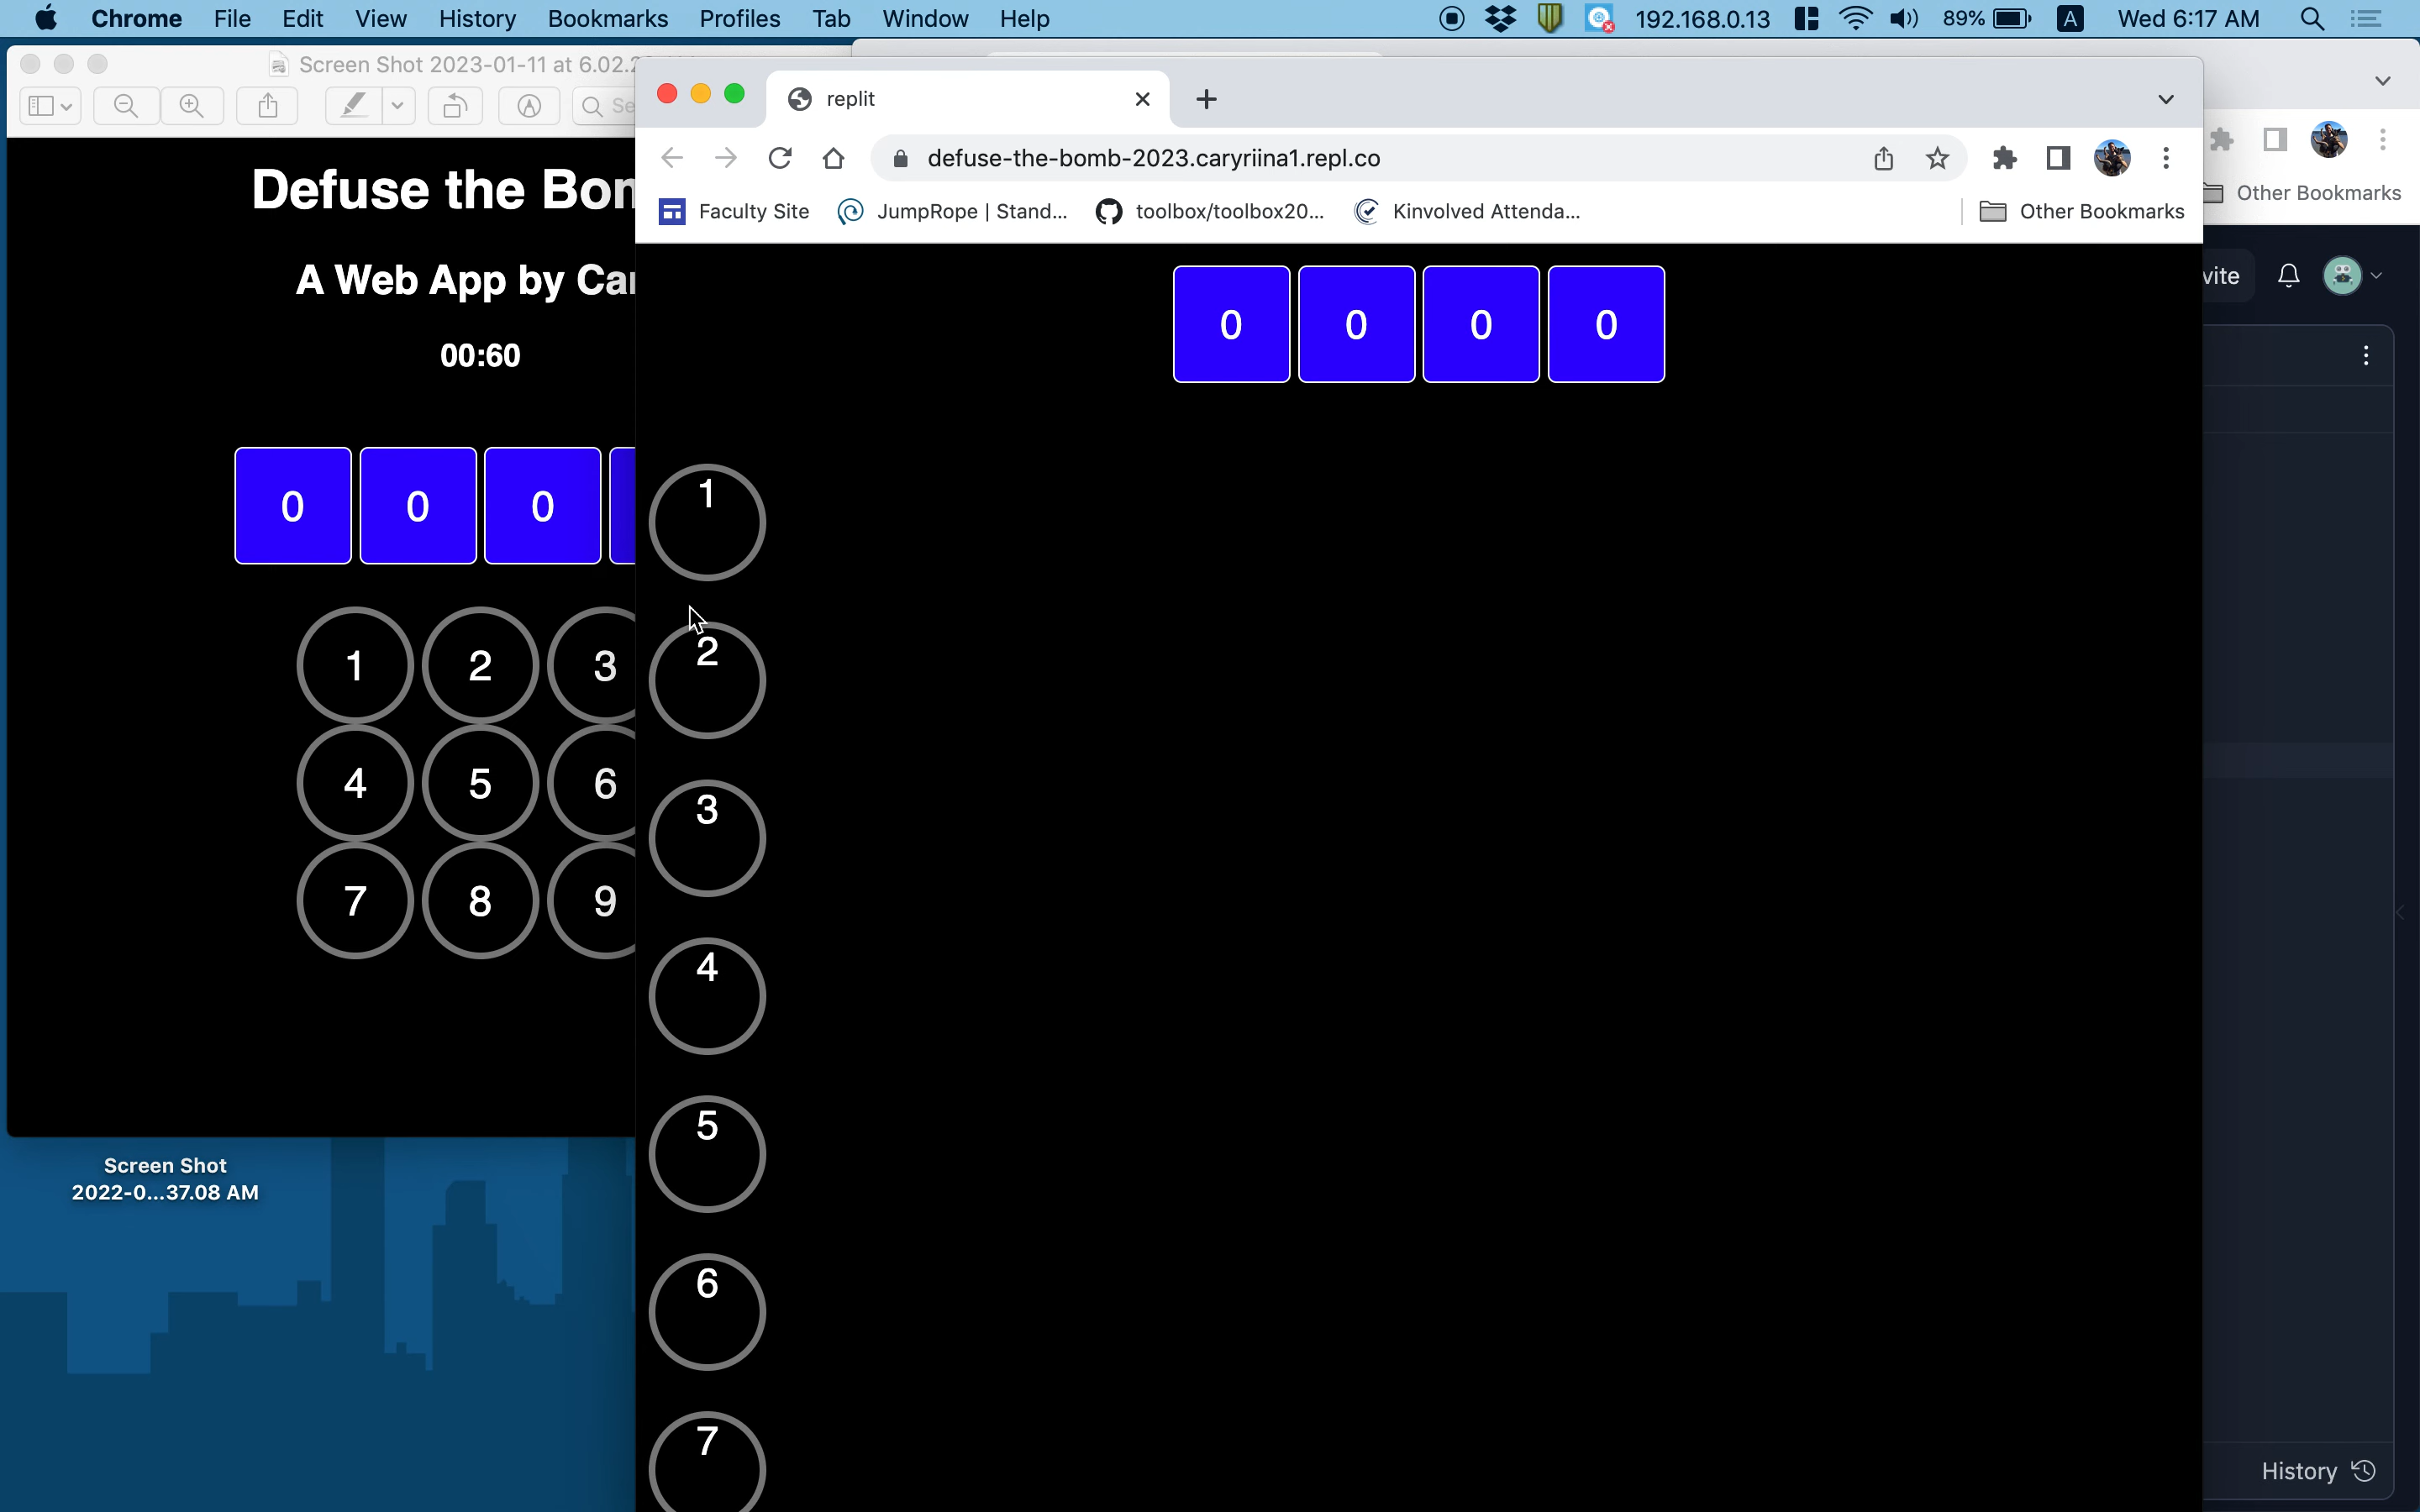 Chrome File Edit View History Bookmarks Profiles Tab Window Help 192.168.0.13 89% A Wed 6:17 AM
Screen Shot 2023-01-11 at 6.02.2
Defuse the Bom
A Web App by Ca
00:60
0 0 0
1 2 3
4 5 6
7 8 9
Screen Shot
2022-0...37.08 AM
replit
defuse-the-bomb-2023.caryriina1.repl.co
Faculty Site JumpRope | Stand... toolbox/toolbox20... Kinvolved Attenda... Other Bookmarks
0 0 0 0
1
2
3
4
5
6
7
Other Bookmarks
vite
History